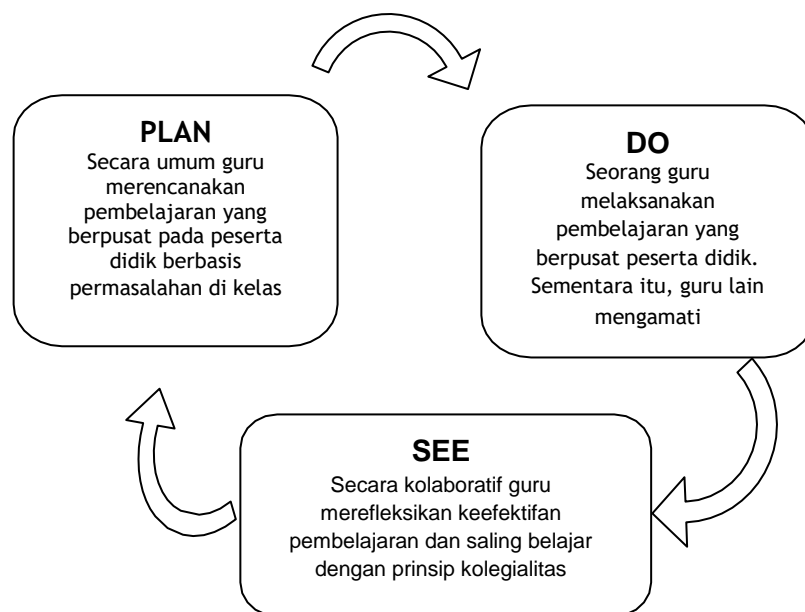 PLAN
Secara umum guru
merencanakan
pembelajaran yang
berpusat pada peserta
didik berbasis
permasalahan di kelas
DO
Seorang guru
melaksanakan
pembelajaran yang
berpusat peserta didik.
Sementara itu, guru lain
mengamati
SEE
Secara kolaboratif guru
merefleksikan keefektifan
pembelajaran dan saling belajar
dengan prinsip kolegialitas